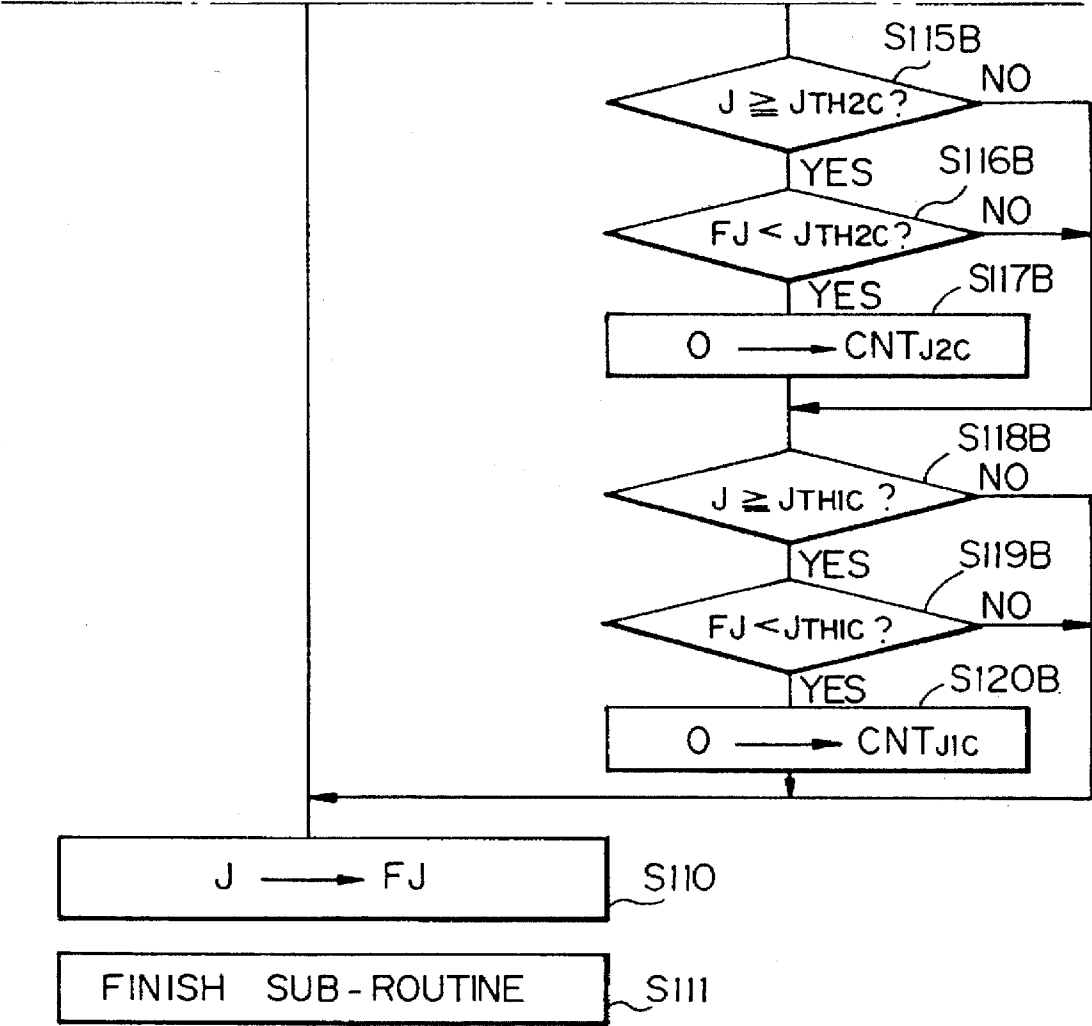 S115B
J ≧ JTH2C?
NO
YES
S116B
FJ < JTH2C?
NO
YES
S117B
0 → CNTJ2C
S118B
J ≧ JTH1C ?
NO
YES
S119B
FJ < JTH1C ?
NO
YES
S120B
0 → CNTJ1C
J → FJ
S110
FINISH SUB-ROUTINE
S111